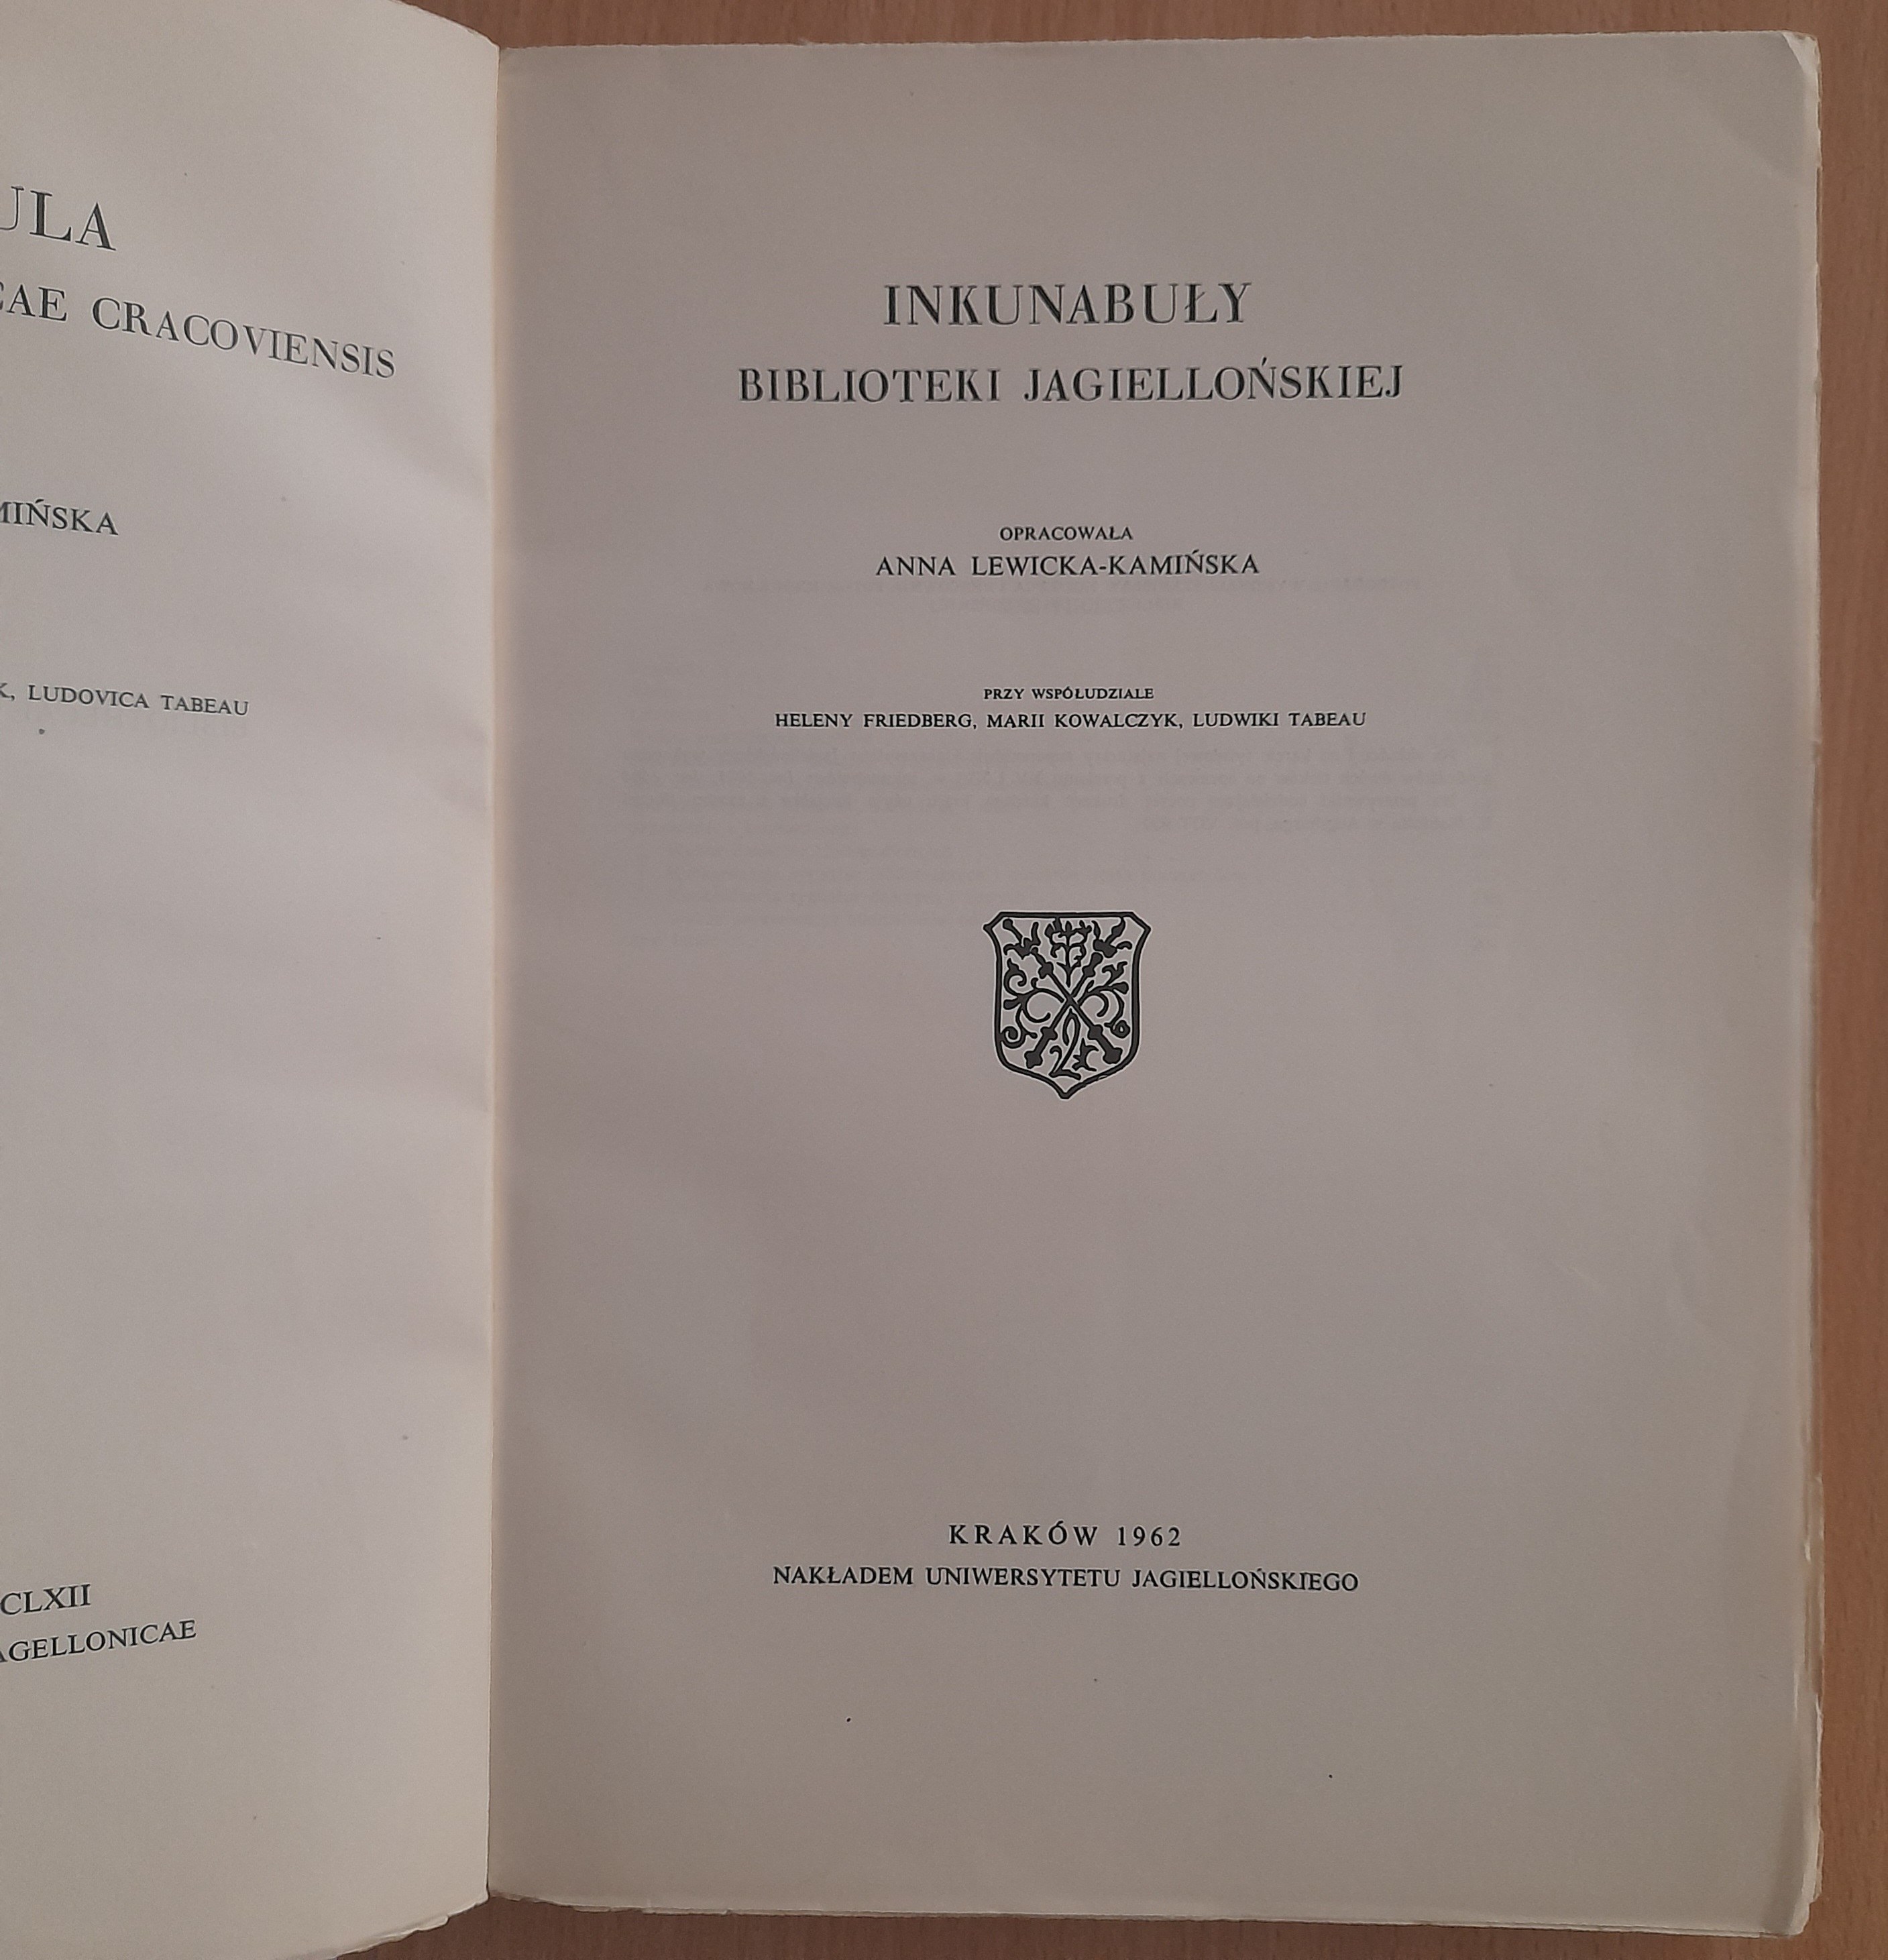 ULA
CAE CRACOVIENSIS
MIŃSKA
K, LUDOVICA TABEAU
CLXII
AGELLONICAE
INKUNABUŁY
BIBLIOTEKI JAGIELLOŃSKIEJ
OPRACOWAŁA
ANNA LEWICKA-KAMIŃSKA
PRZY WSPÓŁUDZIALE
HELENY FRIEDBERG, MARII KOWALCZYK, LUDWIKI TABEAU
KRAKÓW 1962
NAKŁADEM UNIWERSYTETU JAGIELLOŃSKIEGO